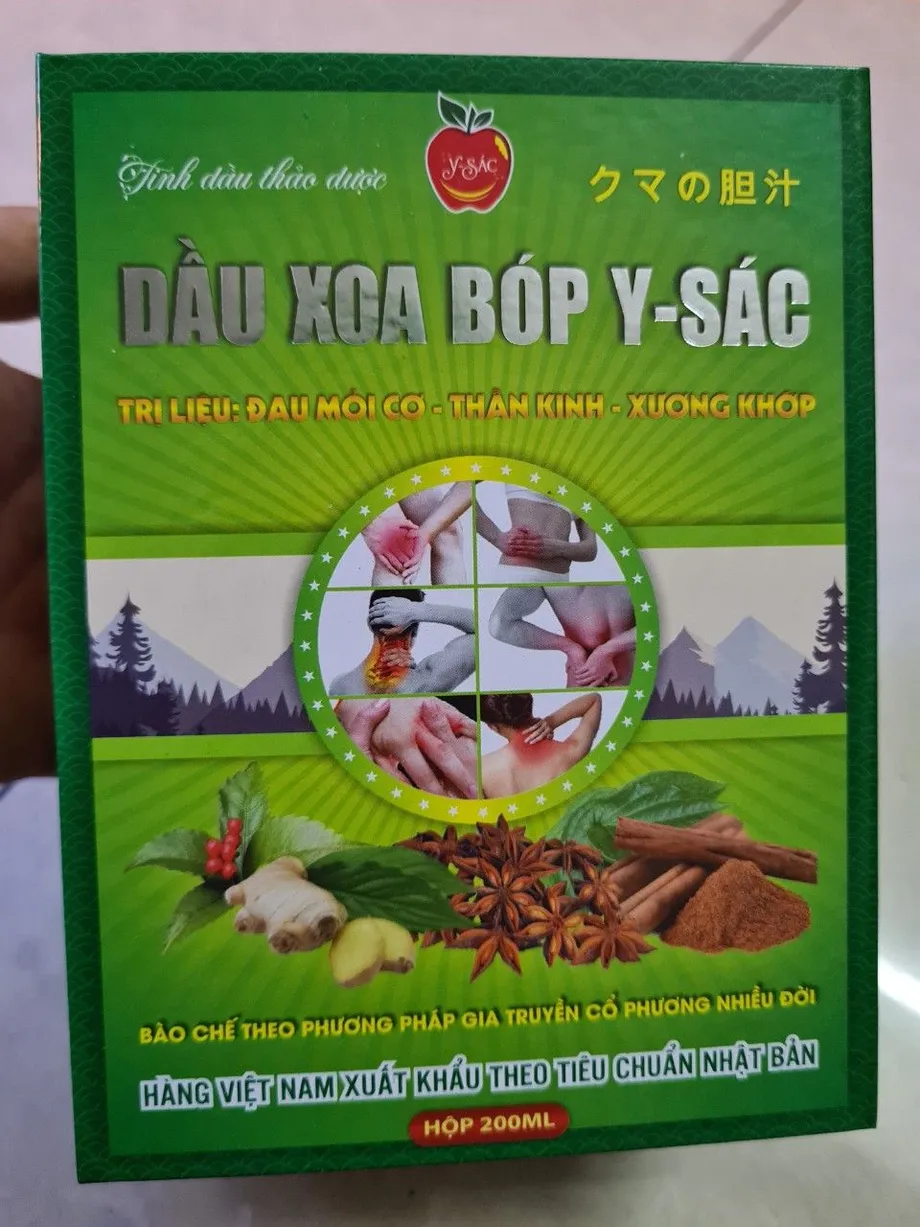 Tinh dầu thảo dược
Y-SÁC
クマの胆汁
DẦU XOA BÓP Y-SÁC
TRỊ LIỆU: ĐAU MỎI CƠ - THẦN KINH - XƯƠNG KHỚP
BÀO CHẾ THEO PHƯƠNG PHÁP GIA TRUYỀN CỔ PHƯƠNG NHIỀU ĐỜI
HÀNG VIỆT NAM XUẤT KHẨU THEO TIÊU CHUẨN NHẬT BẢN
HỘP 200ML